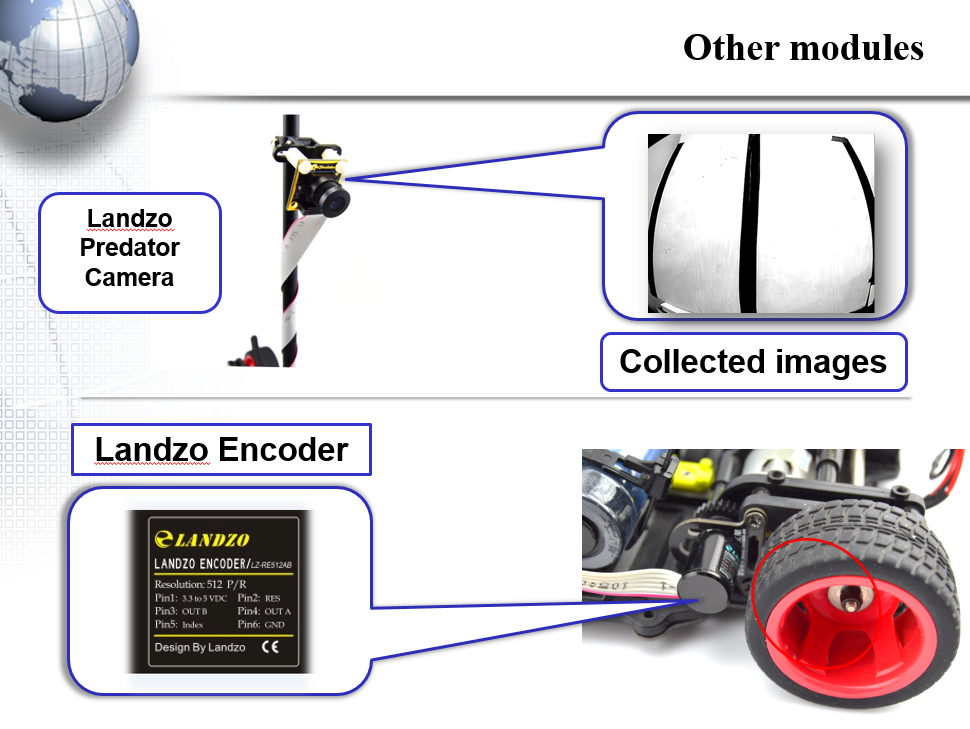 Other modules
Landzo
Predator
Camera
Collected images
Landzo Encoder
LANDZO
LANDZO ENCODER/LZ-RE512AB
Resolution: 512 P/R
Pin1: 3.3 to 5 VDC Pin2: RES
Pin3: OUT B Pin4: OUT A
Pin5: Index Pin6: GND
Design By Landzo CE